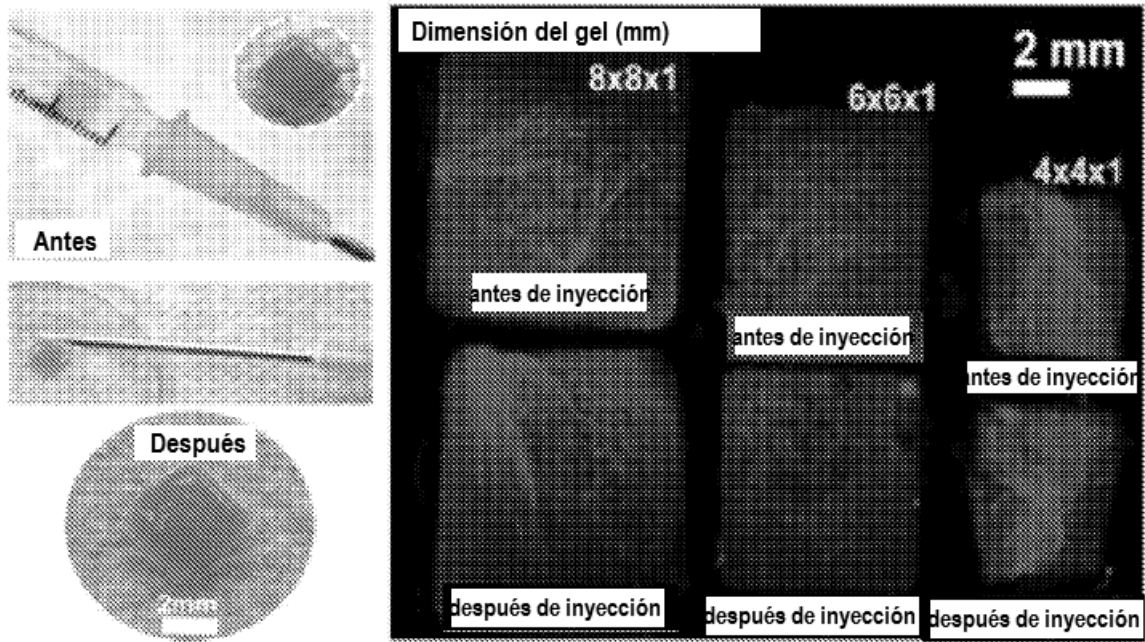 Antes
Después
2mm
Dimensión del gel (mm)
2 mm
8x8x1
6x6x1
4x4x1
antes de inyección
antes de inyección
antes de inyección
después de inyección
después de inyección
después de inyección